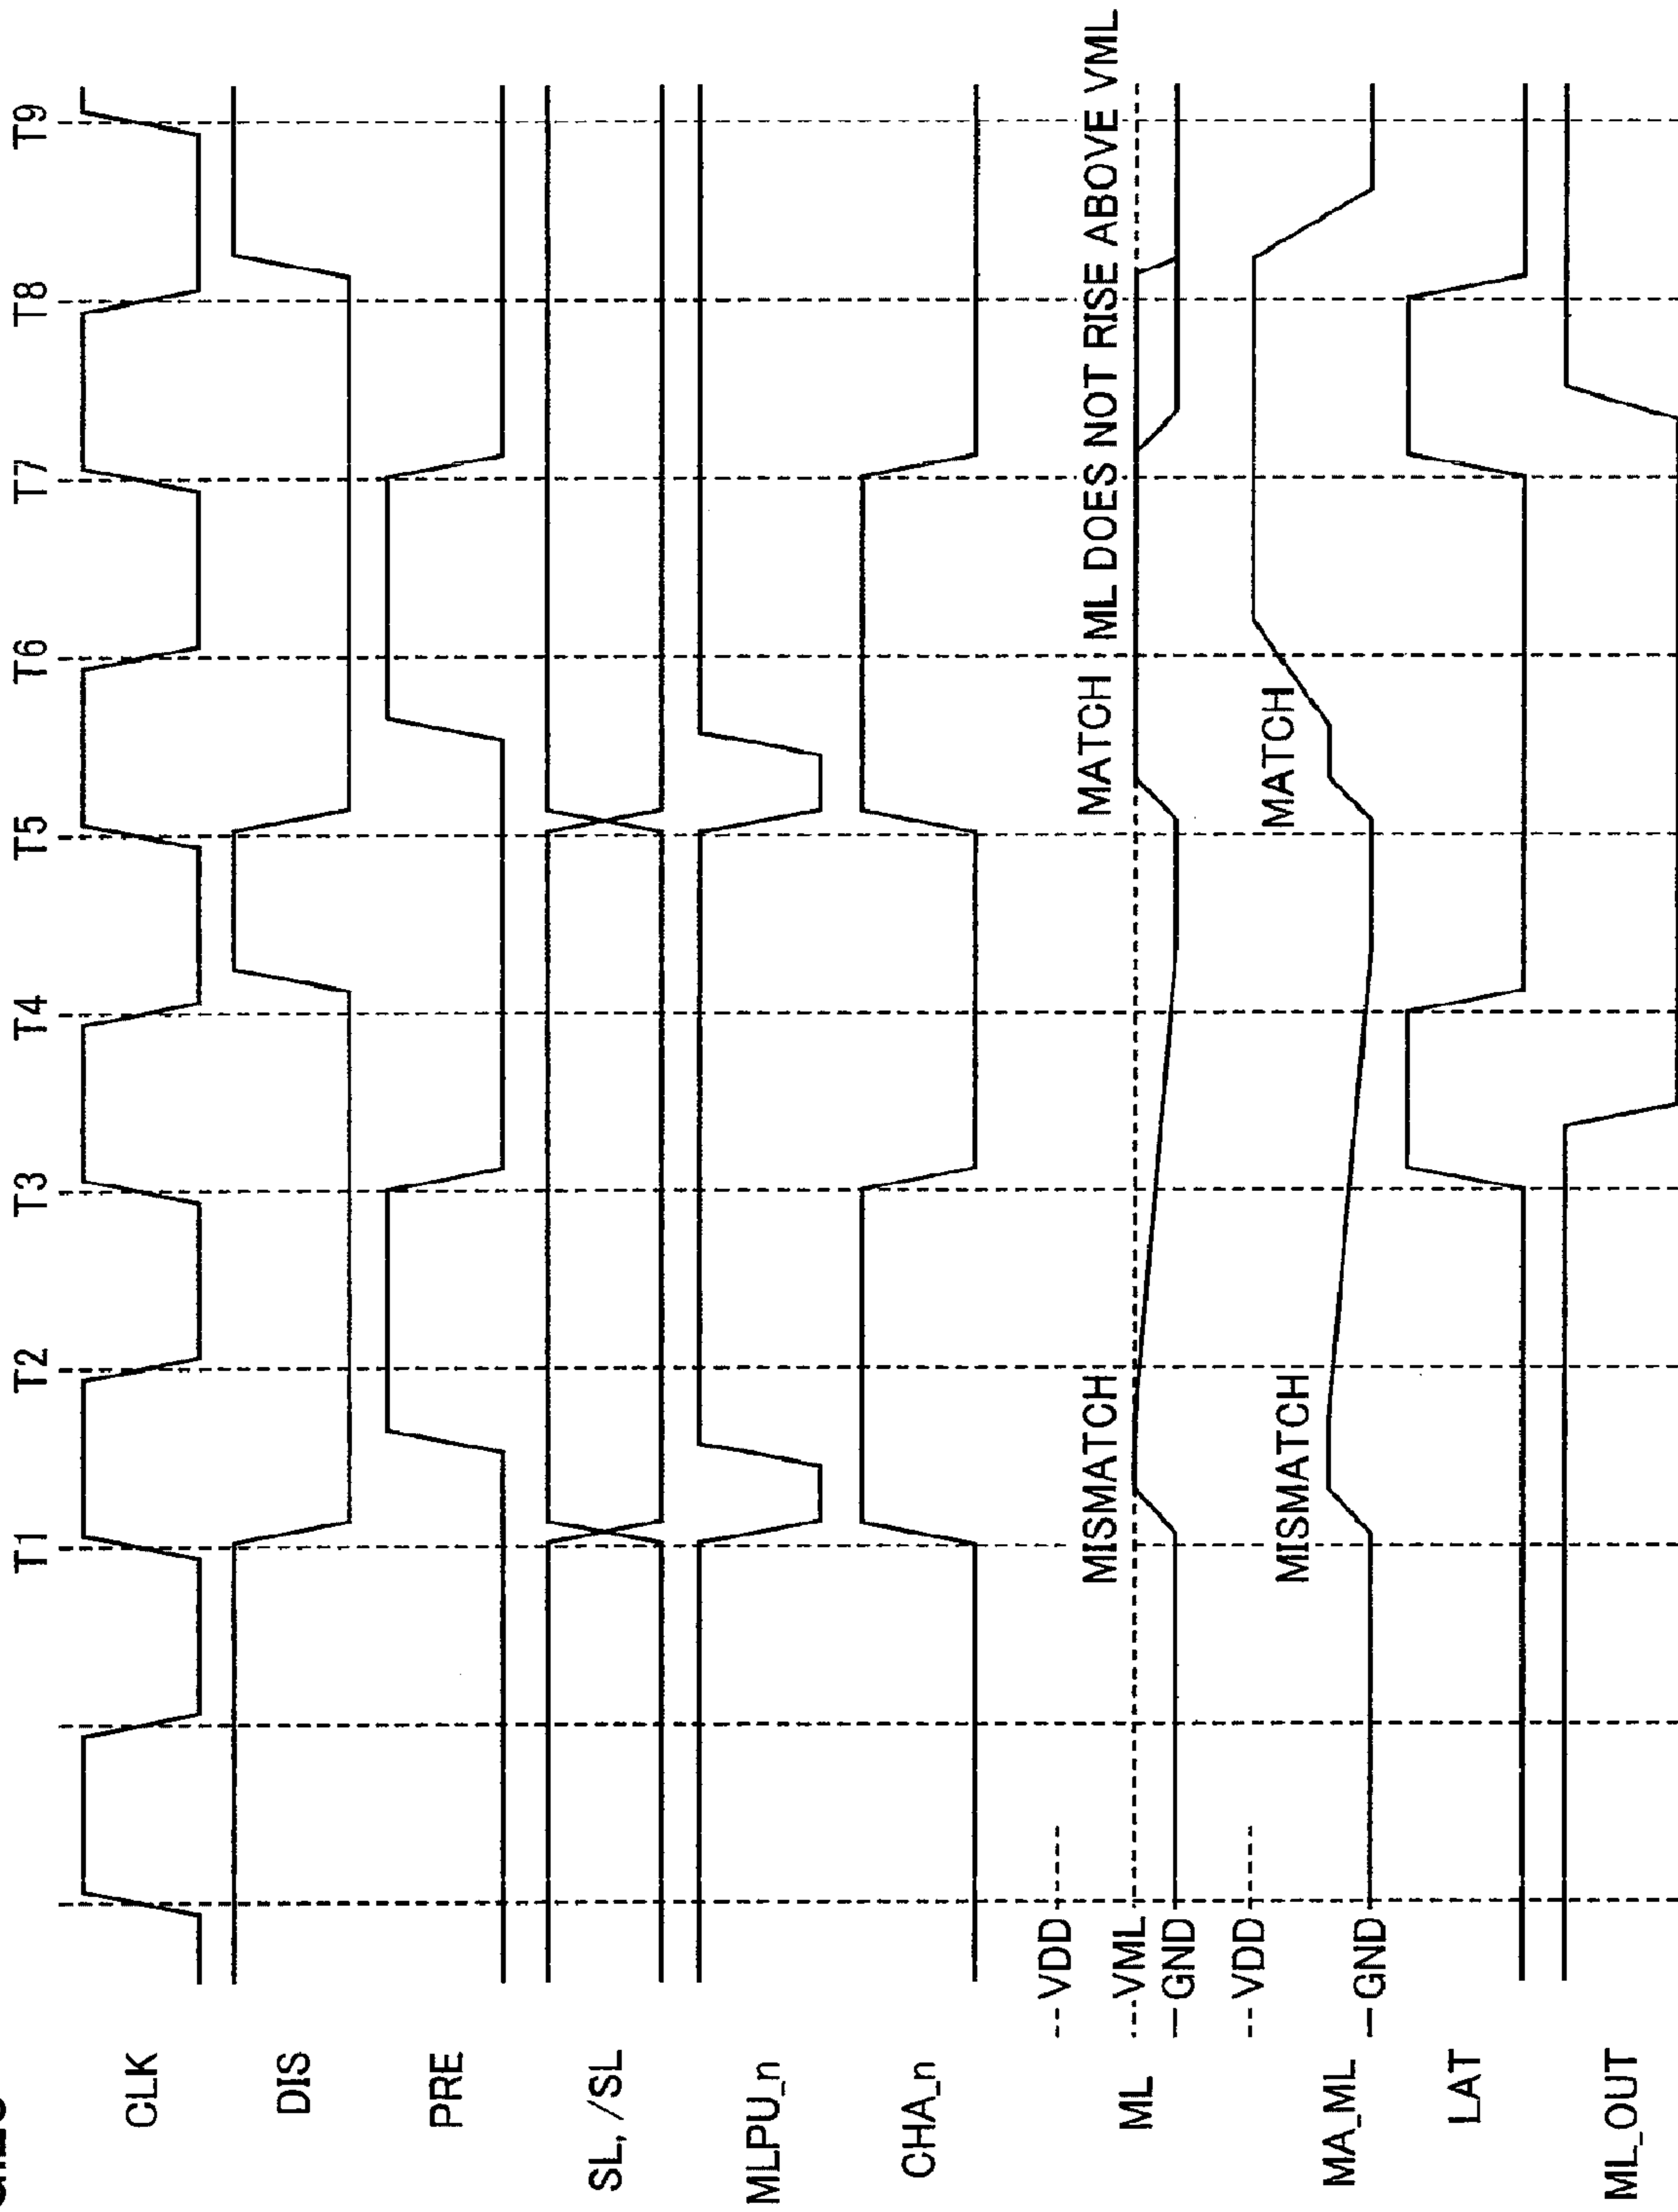 T1 T2 T3 T4 T5 T6 T7 T8 T9
CLK
DIS
PRE
SL, /SL
MLPU_n
CHA_n
VDD
ML
VML
GND
MISMATCH
MATCH
ML DOES NOT RISE ABOVE VML
VDD
MA_ML
GND
MISMATCH
MATCH
LAT
ML_OUT